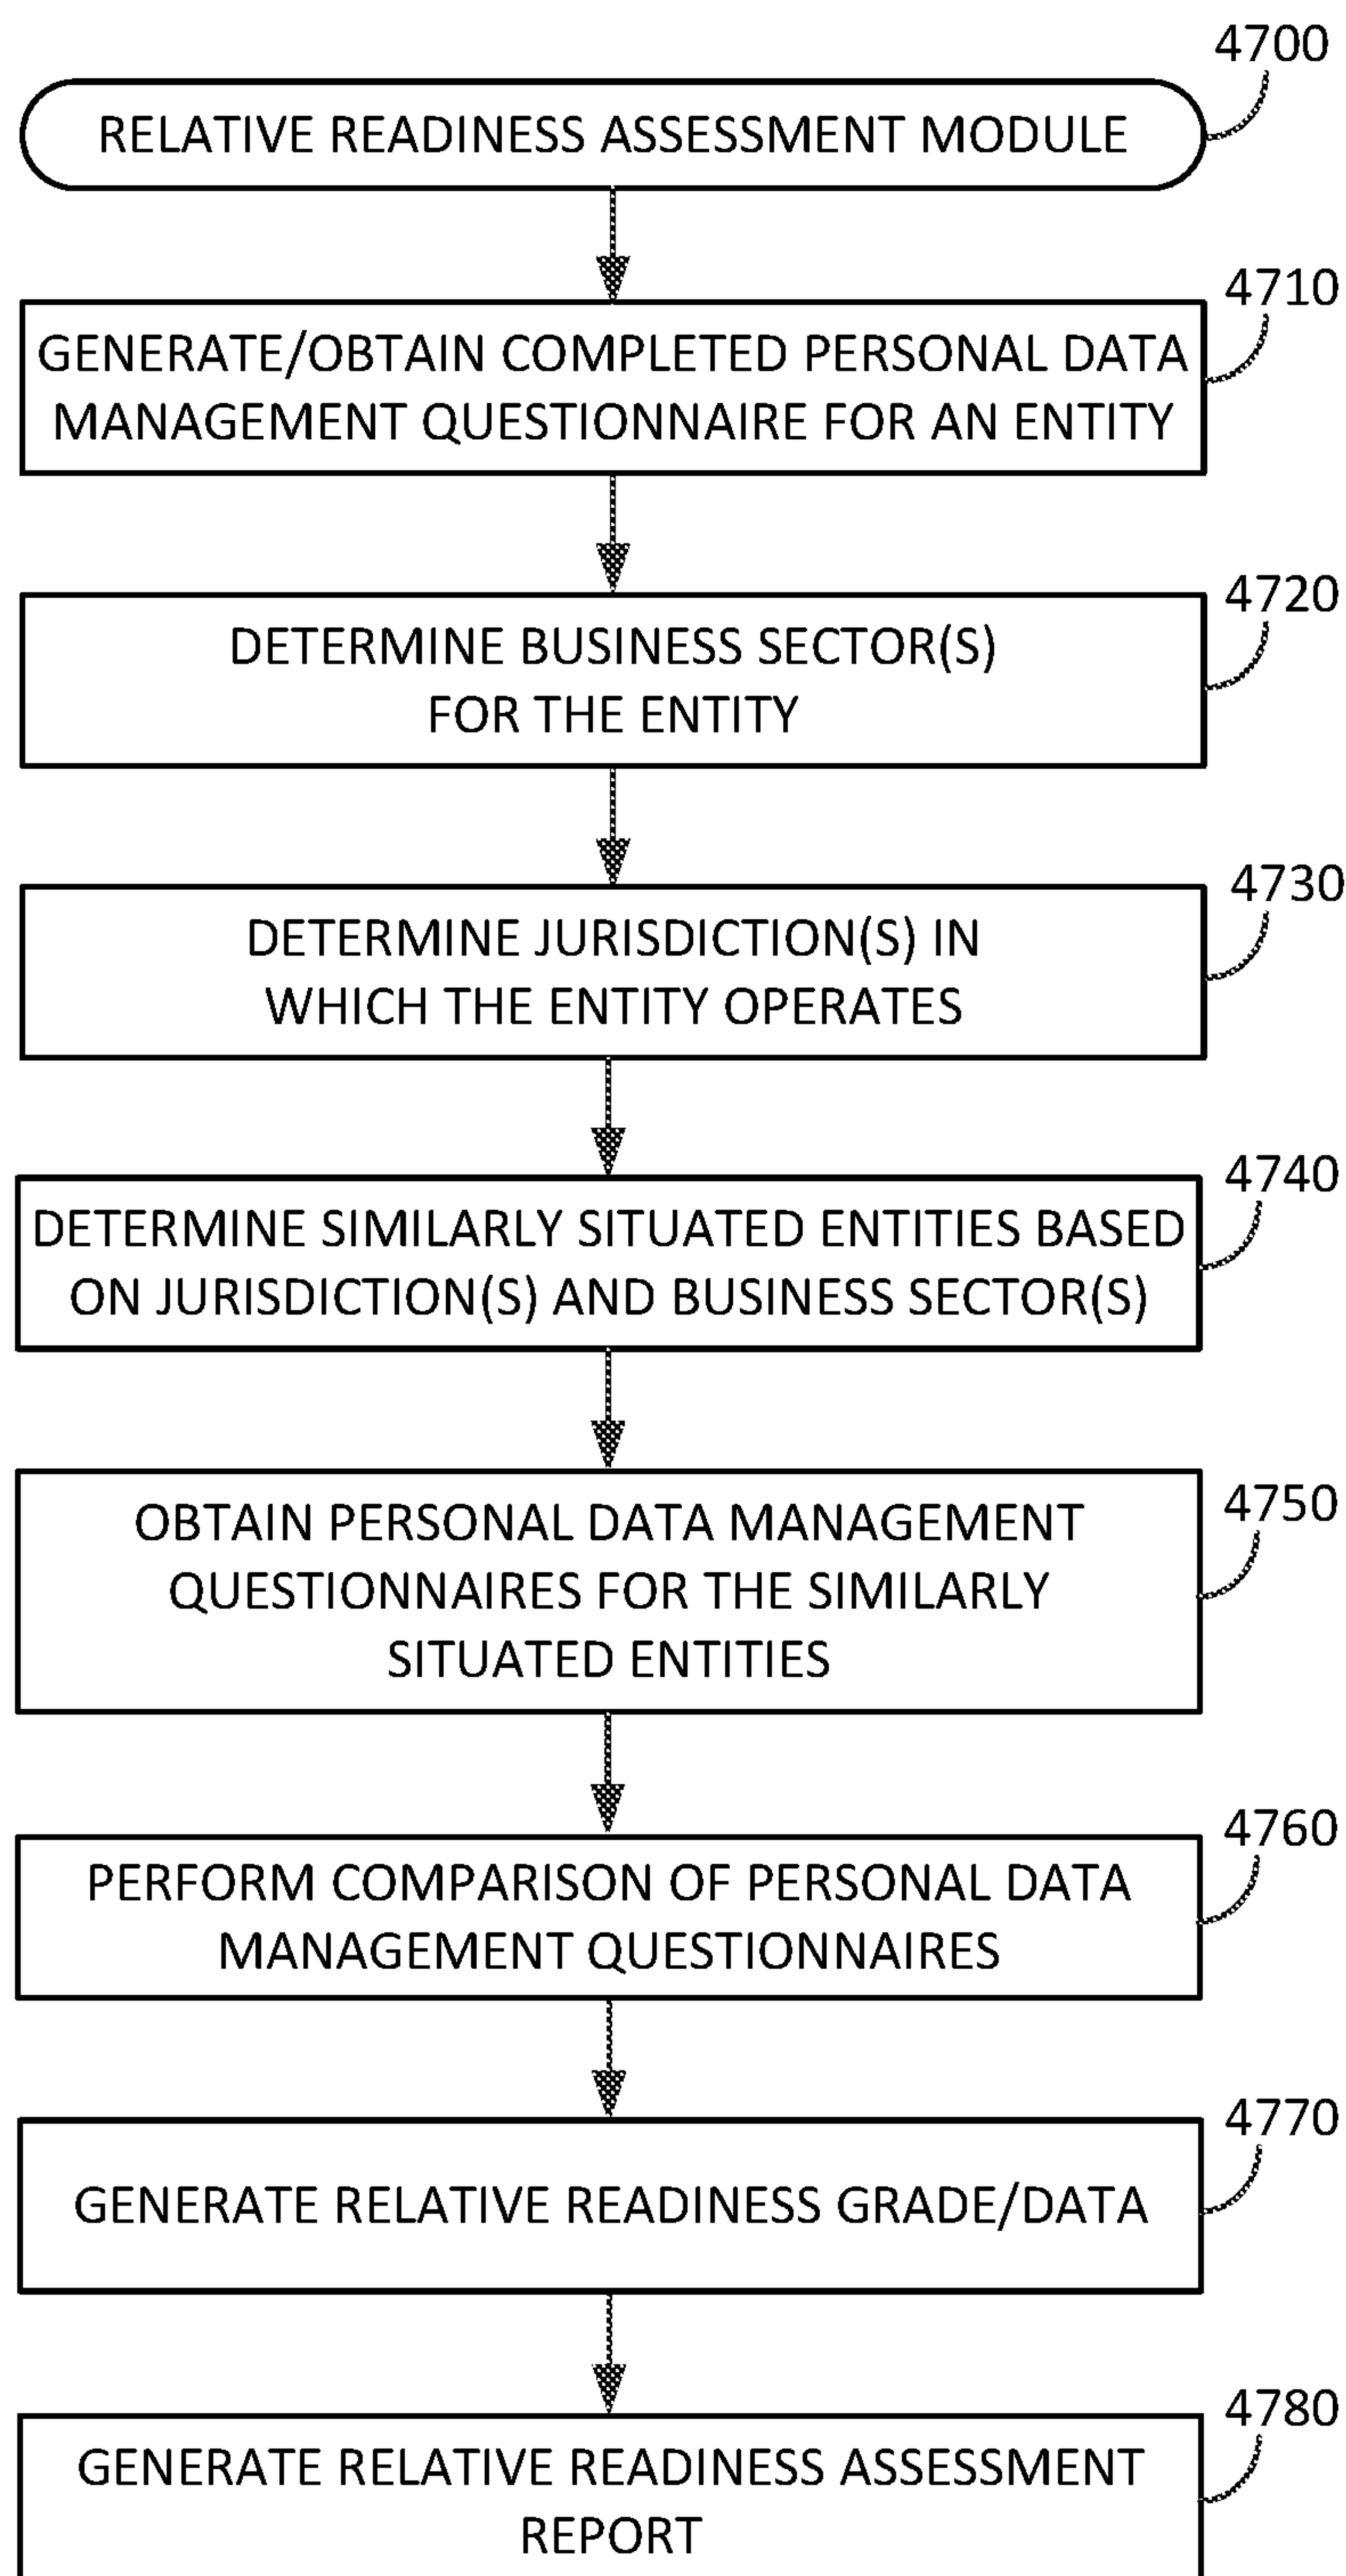 4700
RELATIVE READINESS ASSESSMENT MODULE
4710
GENERATE/OBTAIN COMPLETED PERSONAL DATA
MANAGEMENT QUESTIONNAIRE FOR AN ENTITY
4720
DETERMINE BUSINESS SECTOR(S)
FOR THE ENTITY
4730
DETERMINE JURISDICTION(S) IN
WHICH THE ENTITY OPERATES
4740
DETERMINE SIMILARLY SITUATED ENTITIES BASED
ON JURISDICTION(S) AND BUSINESS SECTOR(S)
4750
OBTAIN PERSONAL DATA MANAGEMENT
QUESTIONNAIRES FOR THE SIMILARLY
SITUATED ENTITIES
4760
PERFORM COMPARISON OF PERSONAL DATA
MANAGEMENT QUESTIONNAIRES
4770
GENERATE RELATIVE READINESS GRADE/DATA
4780
GENERATE RELATIVE READINESS ASSESSMENT
REPORT